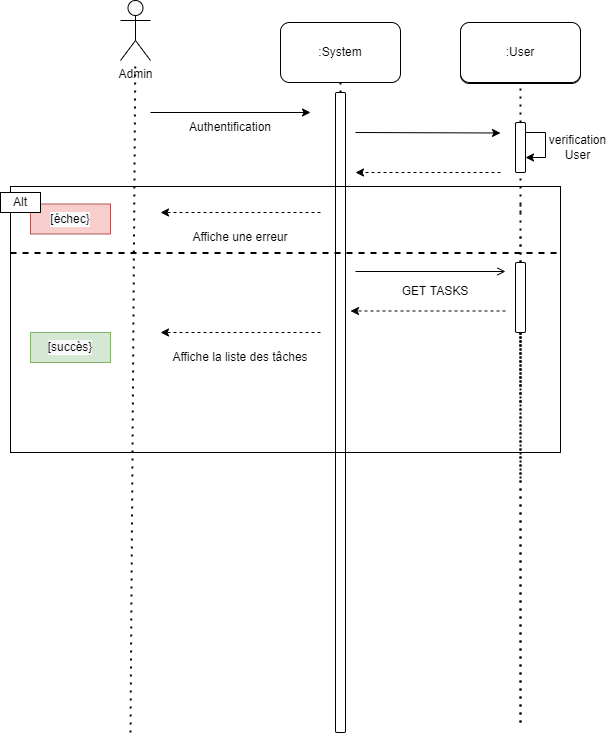 Admin
:System
:User
Authentification
verification
User
Alt
[échec}
Affiche une erreur
GET TASKS
[succès}
Affiche la liste des tâches